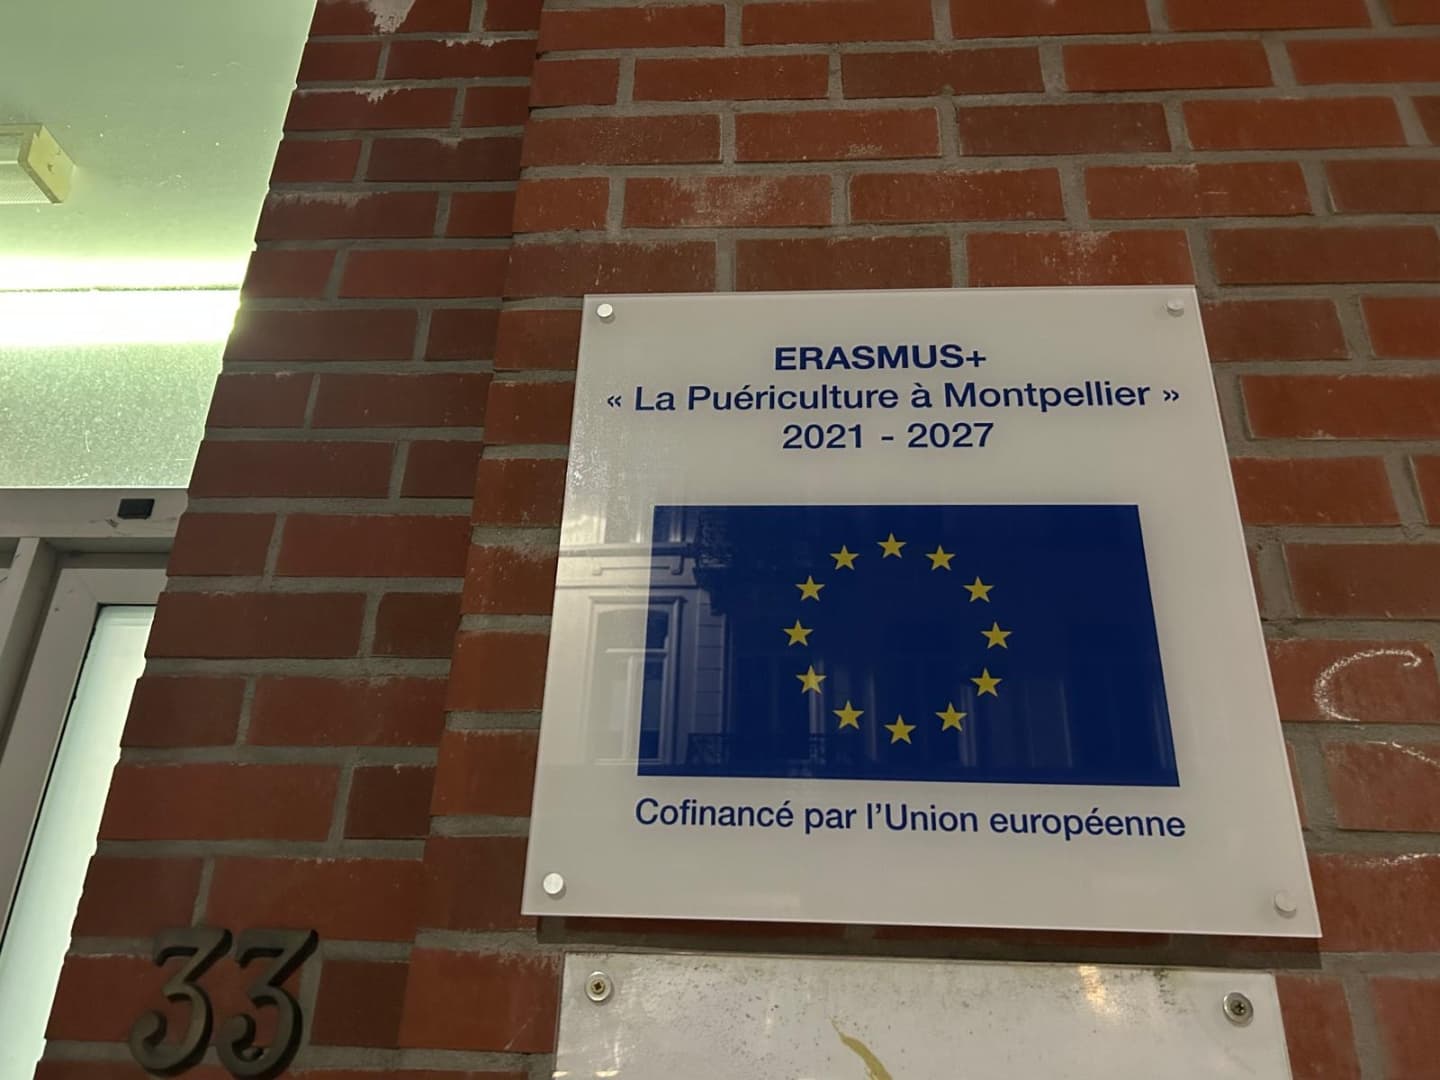 ERASMUS+
« La Puériculture à Montpellier »
2021 - 2027
Cofinancé par l'Union européenne
33